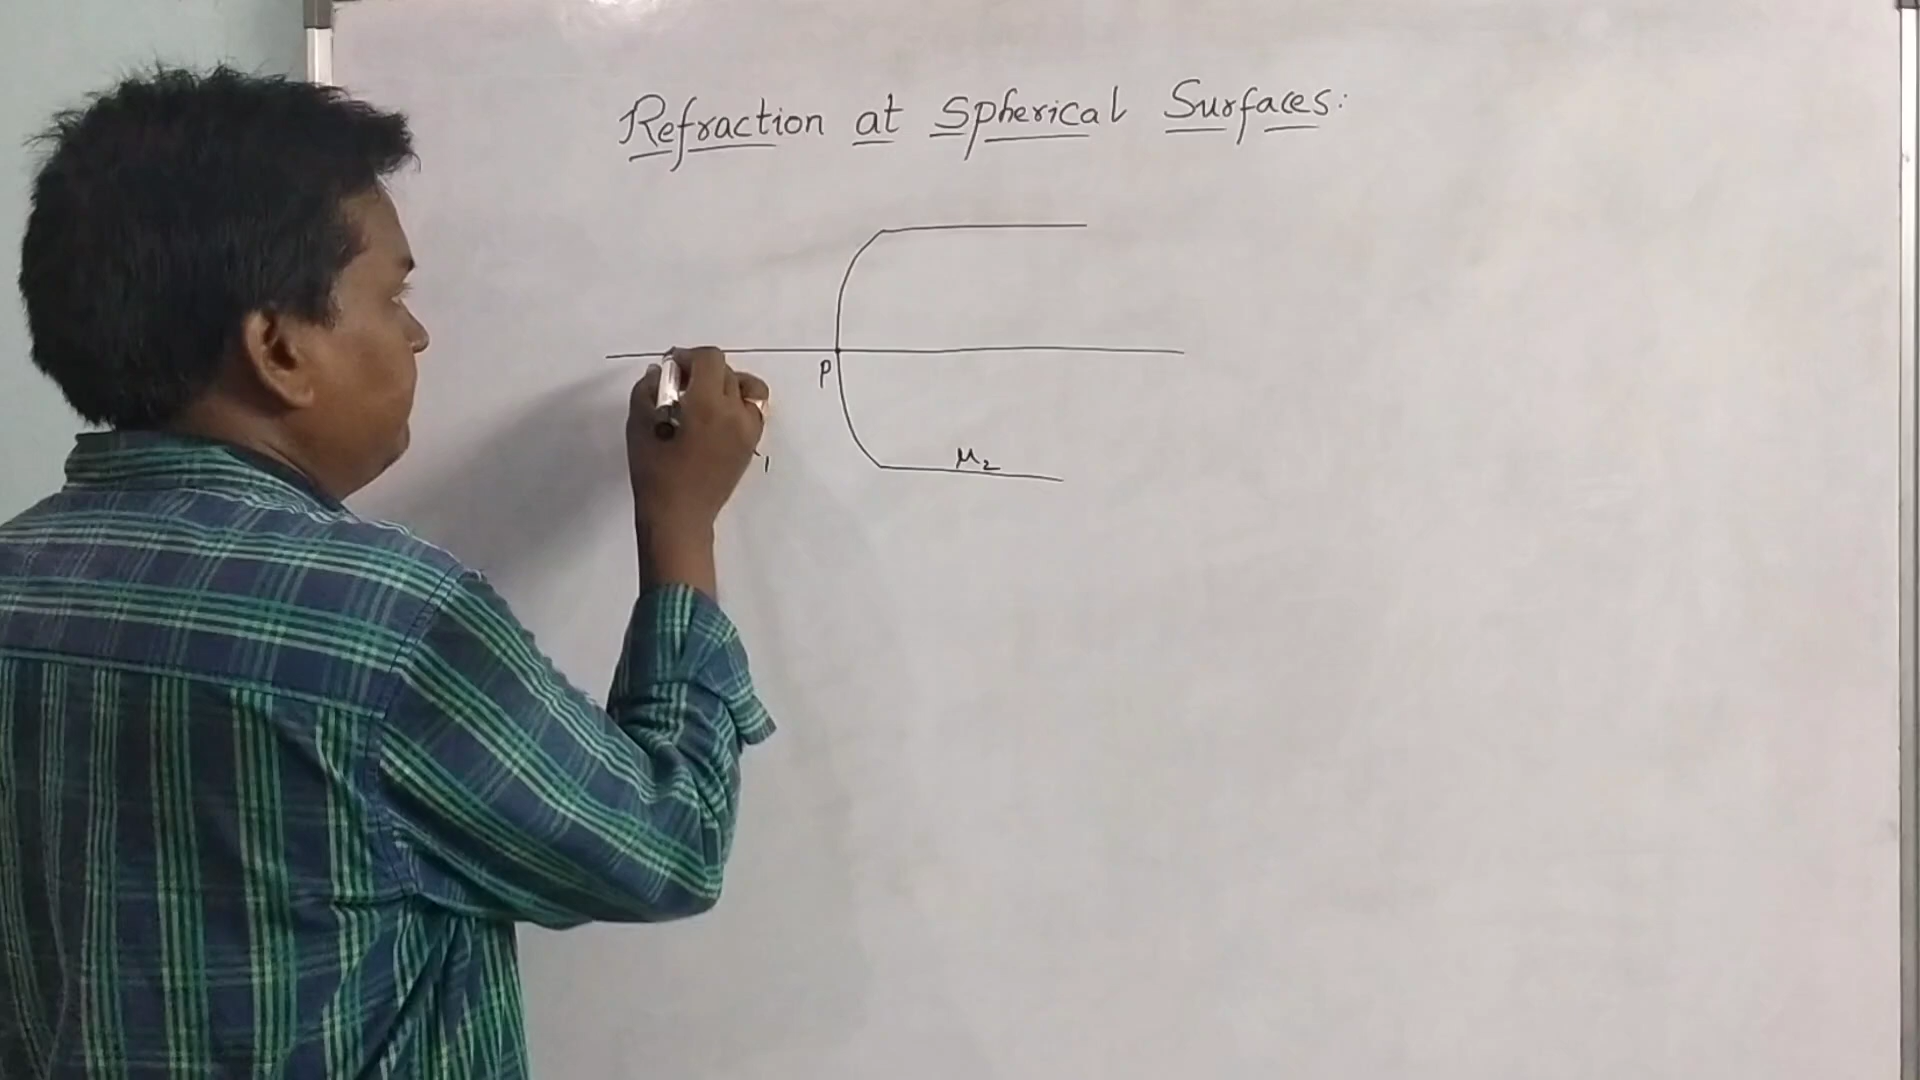 Refraction at Spherical Surfaces:
P
μ₂